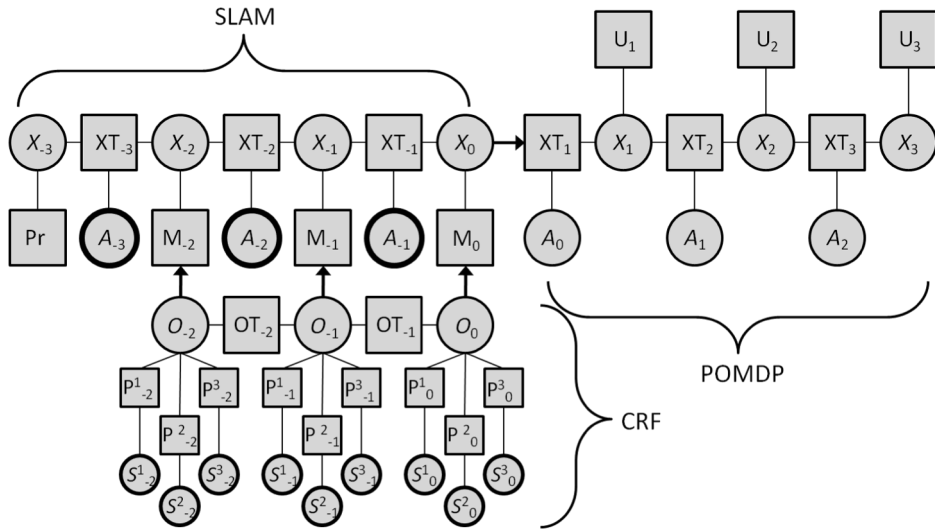 SLAM
U₁ U₂ U₃
X₋₃ XT₋₃ X₋₂ XT₋₂ X₋₁ XT₋₁ X₀ XT₁ X₁ XT₂ X₂ XT₃ X₃
Pr A₋₃ M₋₂ A₋₂ M₋₁ A₋₁ M₀ A₀ A₁ A₂
O₋₂ OT₋₂ O₋₁ OT₋₁ O₀
POMDP
P¹₋₂ P³₋₂ P¹₋₁ P³₋₁ P¹₀ P³₀
CRF
P²₋₂ P²₋₁ P²₀
S¹₋₂ S³₋₂ S¹₋₁ S³₋₁ S¹₀ S³₀
S²₋₂ S²₋₁ S²₀